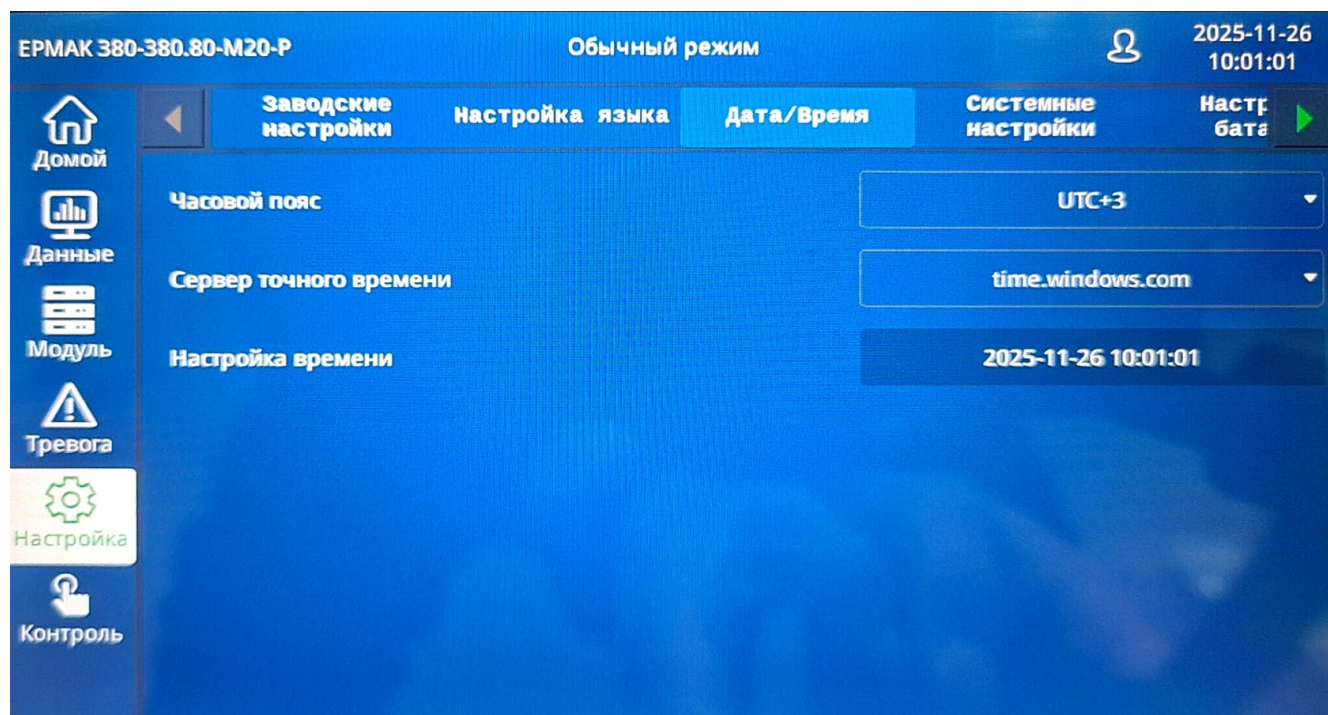 ЕРМАК 380-380.80-М20-Р
Обычный режим
2025-11-26
10:01:01
Домой
Данные
Модуль
Тревога
Настройка
Контроль
Заводские
настройки
Настройка языка
Дата/Время
Системные
настройки
Настр
бата
Часовой пояс
UTC+3
Сервер точного времени
time.windows.com
Настройка времени
2025-11-26 10:01:01